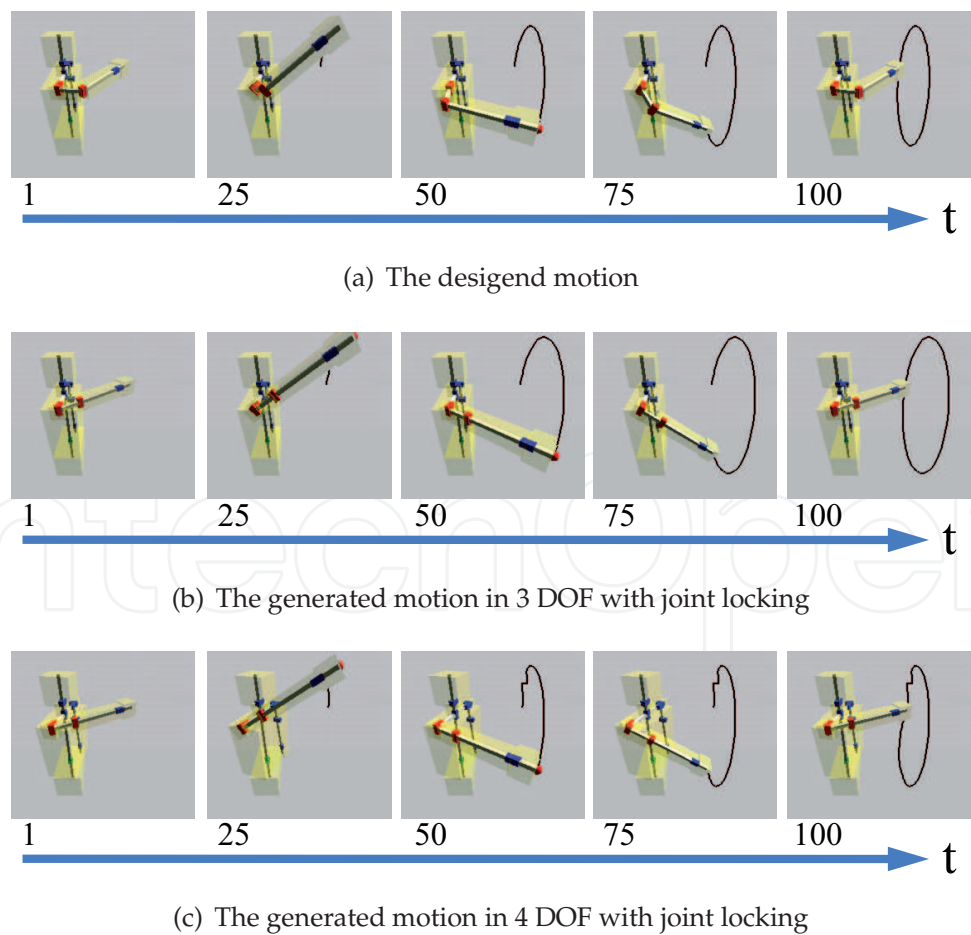 1 25 50 75 100 t
(a) The desigend motion
1 25 50 75 100 t
(b) The generated motion in 3 DOF with joint locking
1 25 50 75 100 t
(c) The generated motion in 4 DOF with joint locking